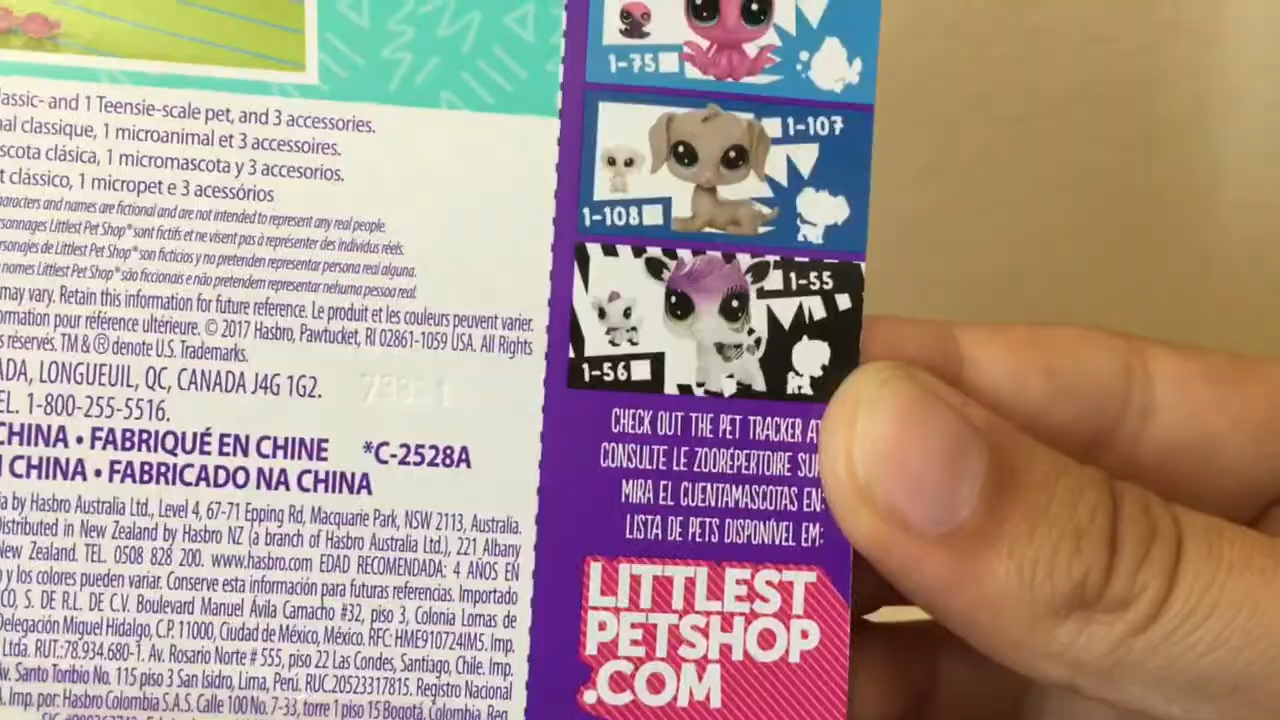 assic- and 1 Teensie-scale pet, and 3 accessories.
al classique, 1 microanimal et 3 accessoires.
scota clásica, 1 micromascota y 3 accesorios.
t clássico, 1 micropet e 3 acessórios
aracters and names are fictional and are not intended to represent any real people.
sonnages Littlest Pet Shop® sont fictifs et ne visent pas à représenter des individus réels.
rsonajes de Littlest Pet Shop® son ficticios y no pretenden representar persona real alguna.
names Littlest Pet Shop® são ficcionais e não pretendem representar nehuma pessoa real.
may vary. Retain this information for future reference. Le produit et les couleurs peuvent varier.
ormation pour référence ultérieure. © 2017 Hasbro, Pawtucket, RI 02861-1059 USA. All Rights
s réservés. TM & ® denote U.S. Trademarks.
ADA, LONGUEUIL, QC, CANADA J4G 1G2.
EL. 1-800-255-5516.
CHINA • FABRIQUÉ EN CHINE *C-2528A
CHINA • FABRICADO NA CHINA
ia by Hasbro Australia Ltd., Level 4, 67-71 Epping Rd, Macquarie Park, NSW 2113, Australia.
Distributed in New Zealand by Hasbro NZ (a branch of Hasbro Australia Ltd.), 221 Albany
New Zealand. TEL. 0508 828 200. www.hasbro.com EDAD RECOMENDADA: 4 AÑOS EN
y los colores pueden variar. Conserve esta información para futuras referencias. Importado
CO, S. DE R.L. DE C.V. Boulevard Manuel Ávila Camacho #32, piso 3, Colonia Lomas de
Delegación Miguel Hidalgo, C.P. 11000, Ciudad de México, México. RFC: HME910724IM5. Imp.
Ltda. RUT.:78.934.680-1. Av. Rosario Norte # 555, piso 22 Las Condes, Santiago, Chile. Imp.
Av. Santo Toribio No. 115 piso 3 San Isidro, Lima, Perú. RUC.20523317815. Registro Nacional
. Imp. por: Hasbro Colombia S.A.S. Calle 100 No. 7-33, torre 1 piso 15 Bogotá, Colombia. Reg.
1-75
1-107
1-108
1-55
1-56
CHECK OUT THE PET TRACKER AT
CONSULTE LE ZOORÉPERTOIRE SUR
MIRA EL CUENTAMASCOTAS EN:
LISTA DE PETS DISPONÍVEL EM:
LITTLEST
PETSHOP
.COM